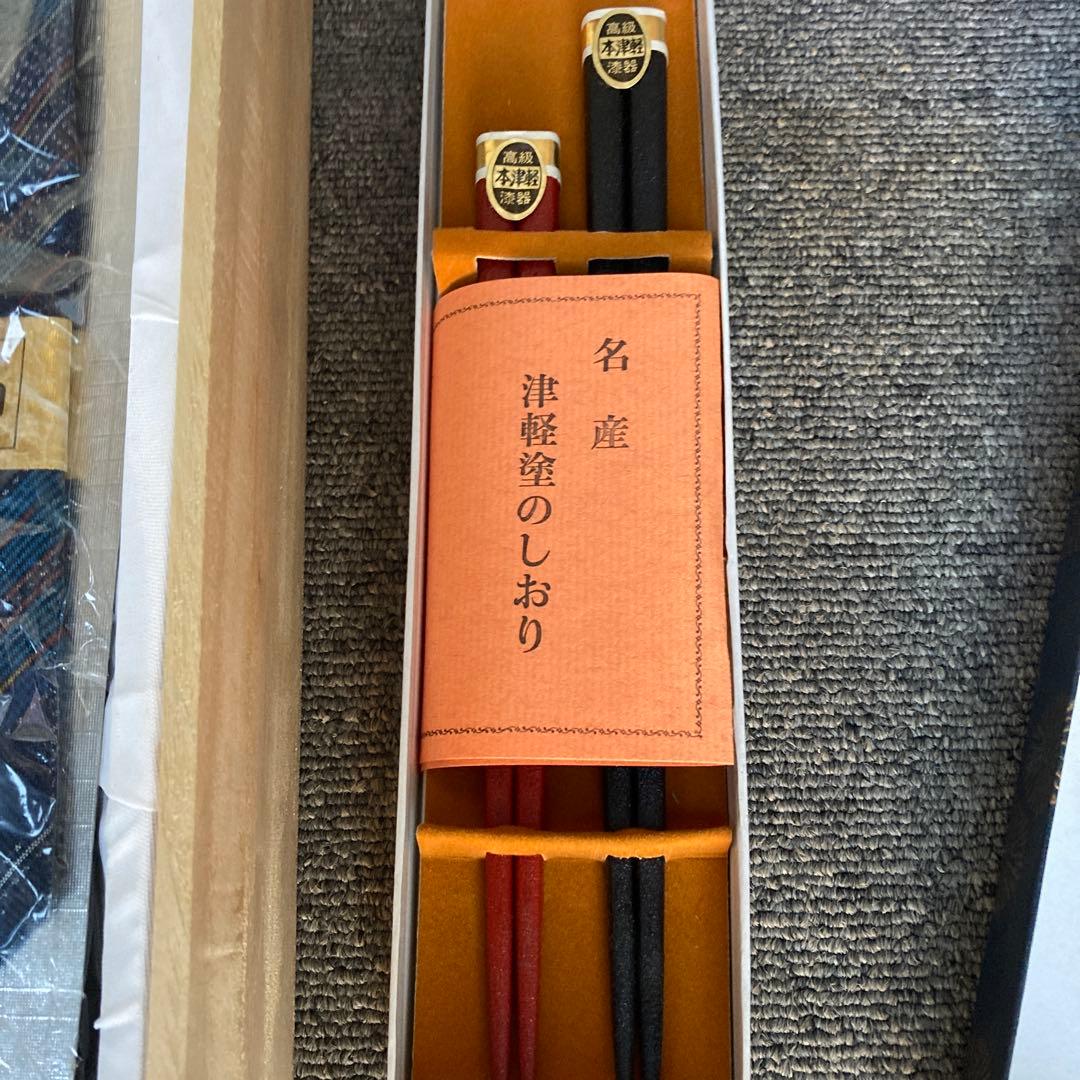 高級
本津軽
漆器
高級
本津軽
漆器
名産
津軽塗のしおり